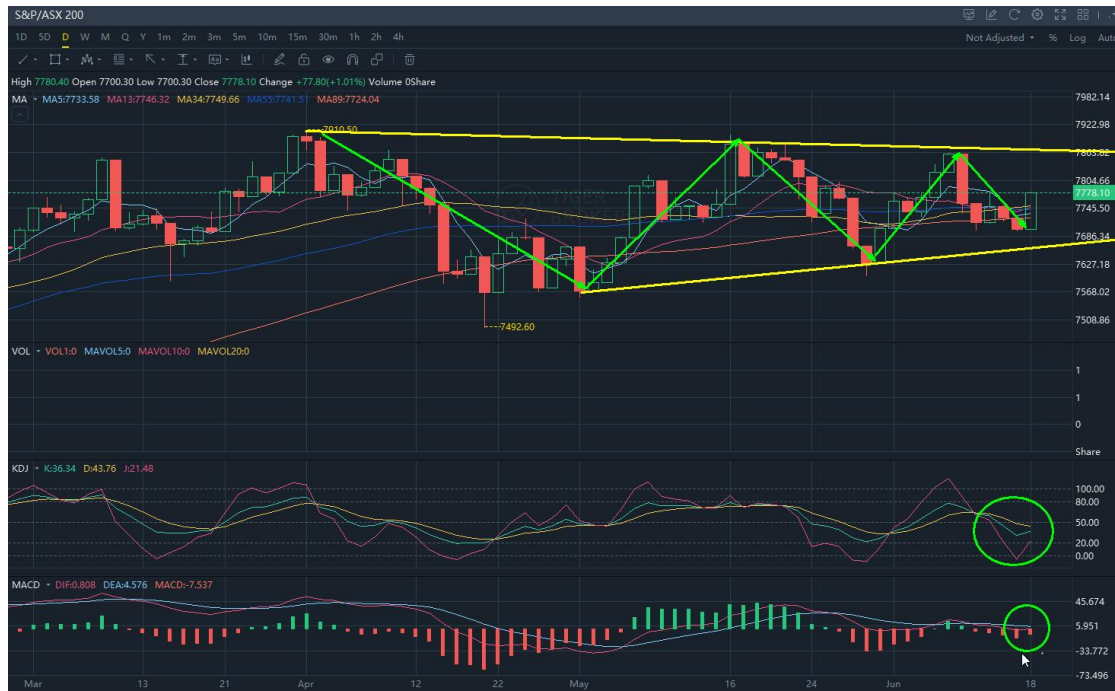 S&P/ASX 200
1D 5D D W M Q Y 1m 2m 3m 5m 10m 15m 30m 1h 2h 4h Not Adjusted % Log Auto
High 7780.40 Open 7700.30 Low 7700.30 Close 7778.10 Change +77.80(+1.01%) Volume 0Share
MA MA5:7733.58 MA13:7746.32 MA34:7749.66 MA55:7741.51 MA89:7724.04
7982.14
7910.50
7922.98
7863.82
7804.66
7778.10
7745.50
7686.34
7627.18
7568.02
7492.60
7508.86
VOL VOL1:0 MAVOL5:0 MAVOL10:0 MAVOL20:0
1
1
0
Share
KDJ K:36.34 D:43.76 J:21.48
100.00
80.00
50.00
20.00
0.00
MACD DIF:0.808 DEA:4.576 MACD:-7.537
45.674
5.951
-33.772
-73.496
Mar 13 21 Apr 12 22 May 16 24 Jun 18